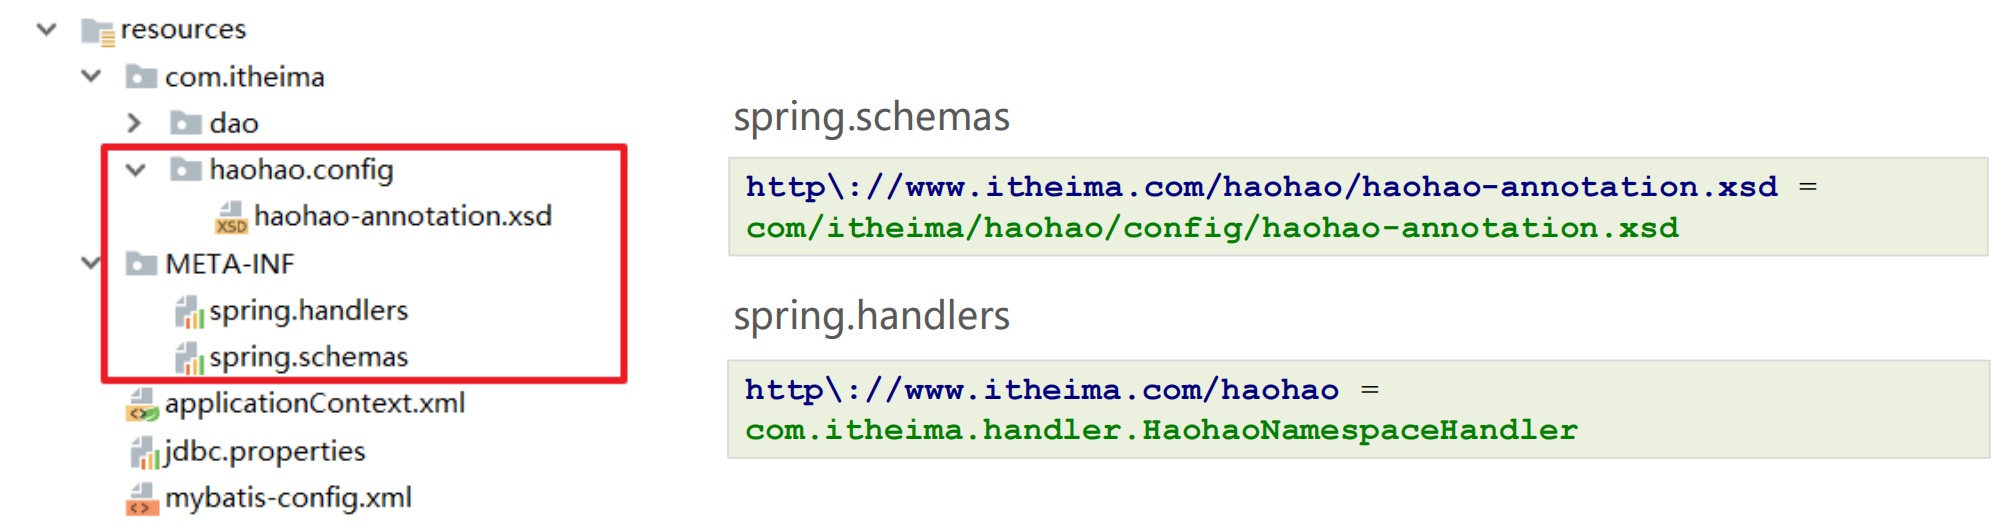 resources
com.itheima
dao
haohao.config
XSD haohao-annotation.xsd
META-INF
spring.handlers
spring.schemas
applicationContext.xml
jdbc.properties
mybatis-config.xml
spring.schemas
http\://www.itheima.com/haohao/haohao-annotation.xsd =
com/itheima/haohao/config/haohao-annotation.xsd
spring.handlers
http\://www.itheima.com/haohao =
com.itheima.handler.HaohaoNamespaceHandler